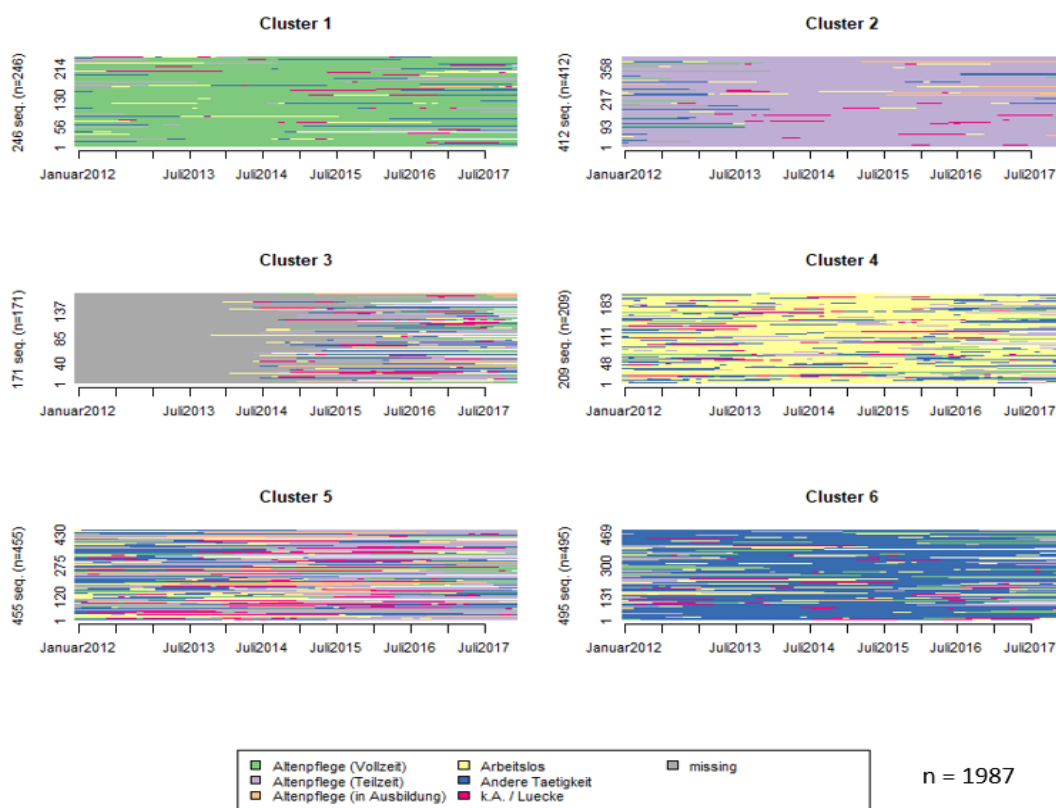 Cluster 1
246 seq. (n=246)
1 56 130 214
Januar2012 Juli2013 Juli2014 Juli2015 Juli2016 Juli2017
Cluster 2
412 seq. (n=412)
1 93 217 358
Januar2012 Juli2013 Juli2014 Juli2015 Juli2016 Juli2017
Cluster 3
171 seq. (n=171)
1 40 85 137
Januar2012 Juli2013 Juli2014 Juli2015 Juli2016 Juli2017
Cluster 4
209 seq. (n=209)
1 48 111 183
Januar2012 Juli2013 Juli2014 Juli2015 Juli2016 Juli2017
Cluster 5
455 seq. (n=455)
1 120 275 430
Januar2012 Juli2013 Juli2014 Juli2015 Juli2016 Juli2017
Cluster 6
495 seq. (n=495)
1 131 300 469
Januar2012 Juli2013 Juli2014 Juli2015 Juli2016 Juli2017
Altenpflege (Vollzeit)
Altenpflege (Teilzeit)
Altenpflege (in Ausbildung)
Arbeitslos
Andere Taetigkeit
k.A. / Luecke
missing
n = 1987